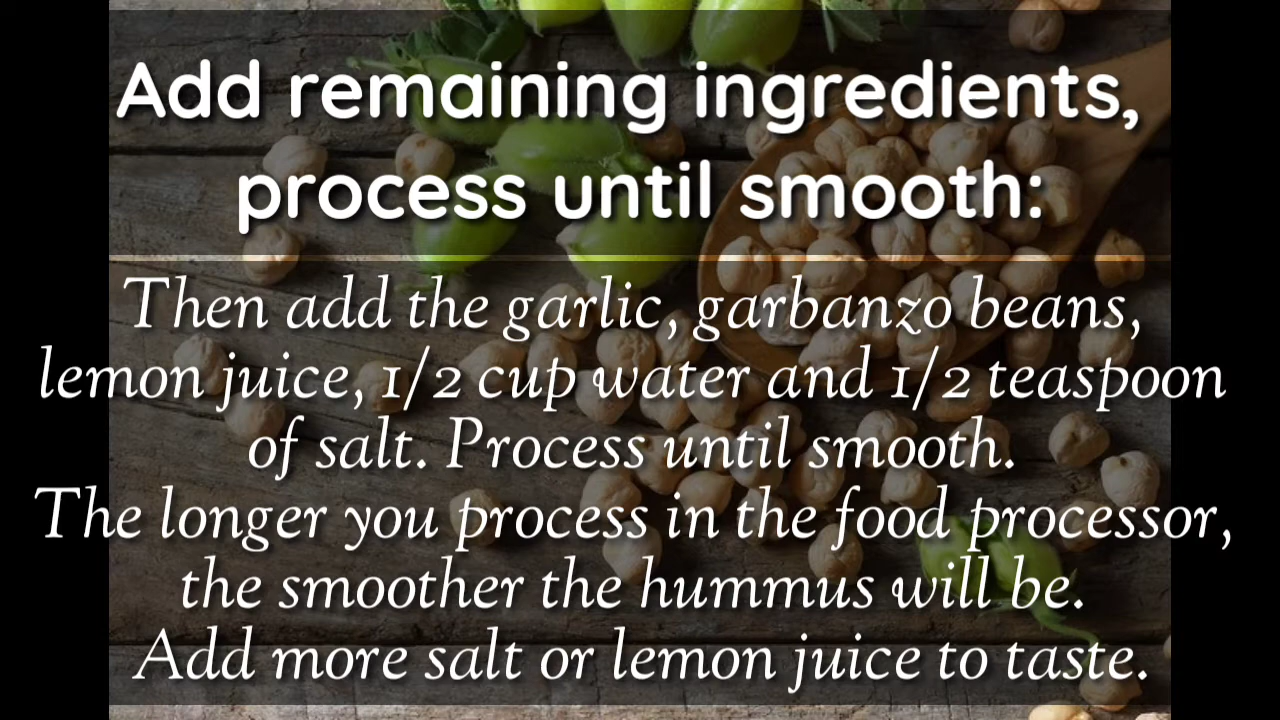 Add remaining ingredients,
process until smooth:
Then add the garlic, garbanzo beans,
lemon juice, 1/2 cup water and 1/2 teaspoon
of salt. Process until smooth.
The longer you process in the food processor,
the smoother the hummus will be.
Add more salt or lemon juice to taste.